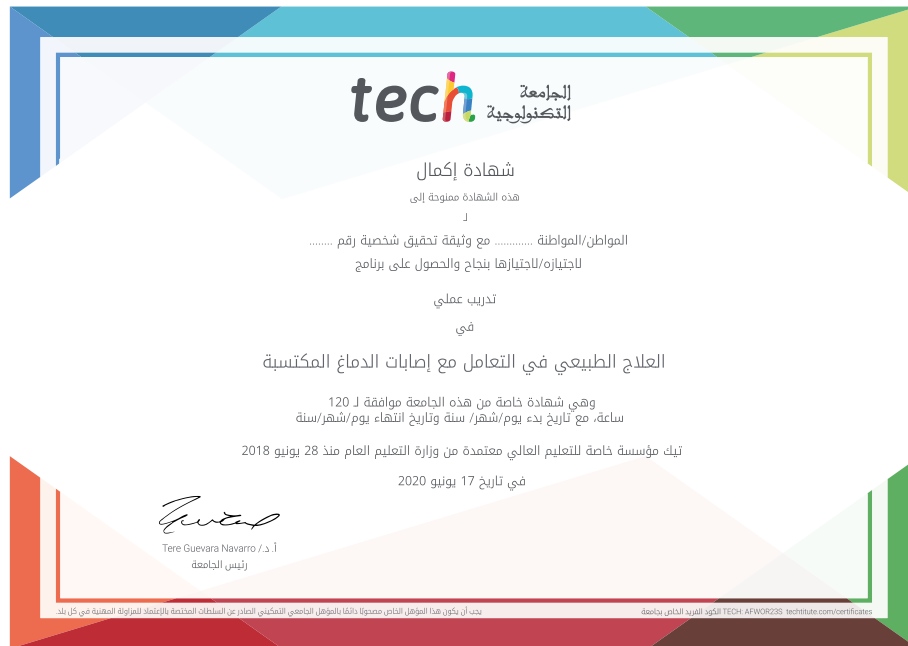 tech الجامعة
التكنولوجية
شهادة إكمال
هذه الشهادة ممنوحة إلى
لـ
المواطن/المواطنة ............. مع وثيقة تحقيق شخصية رقم ........
لاجتيازه/لاجتيازها بنجاح والحصول على برنامج
تدريب عملي
في
العلاج الطبيعي في التعامل مع إصابات الدماغ المكتسبة
وهي شهادة خاصة من هذه الجامعة موافقة لـ 120
ساعة، مع تاريخ بدء يوم/شهر/ سنة وتاريخ انتهاء يوم/شهر/سنة
تيك مؤسسة خاصة للتعليم العالي معتمدة من وزارة التعليم العام منذ 28 يونيو 2018
في تاريخ 17 يونيو 2020
أ. د./ Tere Guevara Navarro
رئيس الجامعة
يجب أن يكون هذا المؤهل الخاص مصحوبًا دائمًا بالمؤهل الجامعي التمكيني الصادر عن السلطات المختصة بالإعتماد للمزاولة المهنية في كل بلد.
الكود الفريد الخاص بجامعة TECH: AFWOR23S techtitute.com/certificates